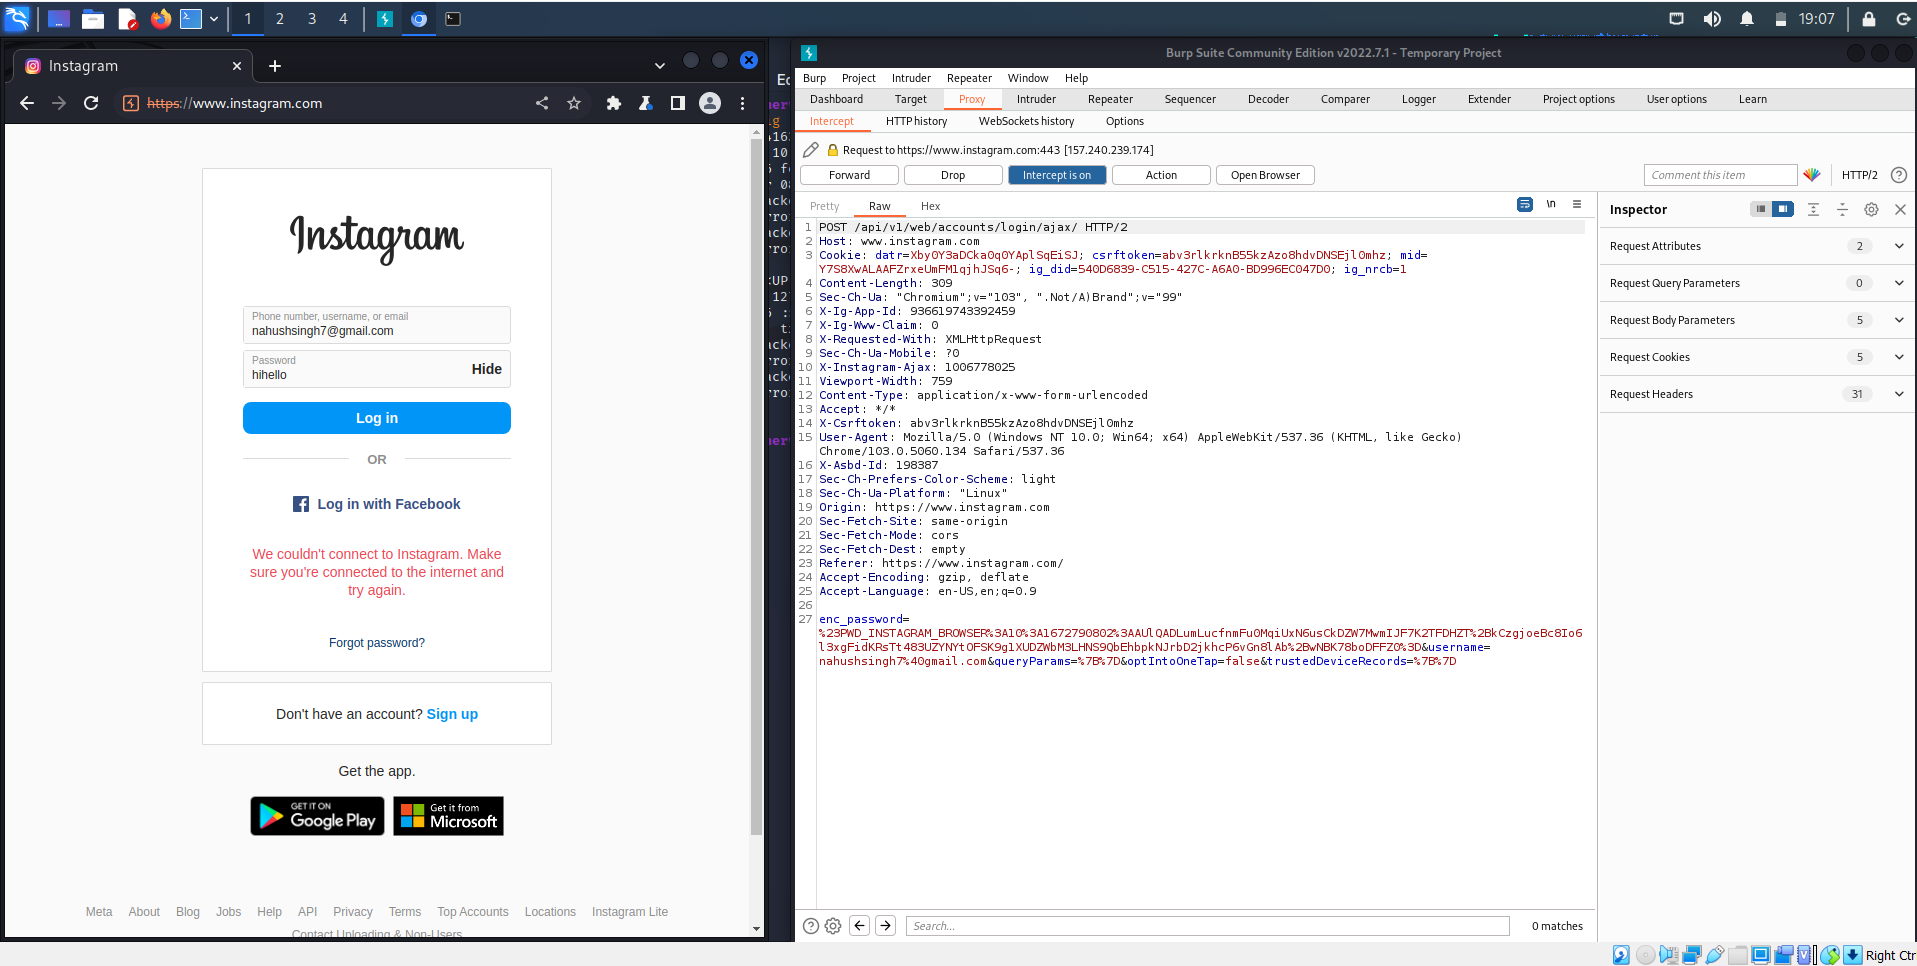 1 2 3 4
19:07
Instagram
https://www.instagram.com
Instagram
Phone number, username, or email
nahushsingh7@gmail.com
Password
hihello
Hide
Log in
OR
Log in with Facebook
We couldn't connect to Instagram. Make
sure you're connected to the internet and
try again.
Forgot password?
Don't have an account? Sign up
Get the app.
GET IT ON
Google Play
Get it from
Microsoft
Meta About Blog Jobs Help API Privacy Terms Top Accounts Locations Instagram Lite
Contact Uploading & Non-Users
Burp Suite Community Edition v2022.7.1 - Temporary Project
Burp Project Intruder Repeater Window Help
Dashboard Target Proxy Intruder Repeater Sequencer Decoder Comparer Logger Extender Project options User options Learn
Intercept HTTP history WebSockets history Options
Request to https://www.instagram.com:443 [157.240.239.174]
Forward Drop Intercept is on Action Open Browser
Comment this item
HTTP/2
Pretty Raw Hex
\n
1 POST /api/v1/web/accounts/login/ajax/ HTTP/2
2 Host: www.instagram.com
3 Cookie: datr=Xby0Y3aDCka0q0YAplSqEiSJ; csrftoken=abv3rlkrknB55kzAzo8hdvDNSEjl0mhz; mid=
Y7S8XwALAAFZrxeUmFM1qjhJSq6-; ig_did=540D6839-C515-427C-A6A0-BD996EC047D0; ig_nrcb=1
4 Content-Length: 309
5 Sec-Ch-Ua: "Chromium";v="103", ".Not/A)Brand";v="99"
6 X-Ig-App-Id: 936619743392459
7 X-Ig-Www-Claim: 0
8 X-Requested-With: XMLHttpRequest
9 Sec-Ch-Ua-Mobile: ?0
10 X-Instagram-Ajax: 1006778025
11 Viewport-Width: 759
12 Content-Type: application/x-www-form-urlencoded
13 Accept: */*
14 X-Csrftoken: abv3rlkrknB55kzAzo8hdvDNSEjl0mhz
15 User-Agent: Mozilla/5.0 (Windows NT 10.0; Win64; x64) AppleWebKit/537.36 (KHTML, like Gecko)
Chrome/103.0.5060.134 Safari/537.36
16 X-Asbd-Id: 198387
17 Sec-Ch-Prefers-Color-Scheme: light
18 Sec-Ch-Ua-Platform: "Linux"
19 Origin: https://www.instagram.com
20 Sec-Fetch-Site: same-origin
21 Sec-Fetch-Mode: cors
22 Sec-Fetch-Dest: empty
23 Referer: https://www.instagram.com/
24 Accept-Encoding: gzip, deflate
25 Accept-Language: en-US,en;q=0.9
26
27 enc_password=
%23PWD_INSTAGRAM_BROWSER%3A10%3A1672790802%3AAUlQADLumLucfnmFu0MqiUxN6usCkDZW7MwmIJF7K2TFDHZT%2BkCzgjoeBc8Io6
l3xgFidKRsTt483UZYNYtOFSK9glXUDZWbM3LHNS9QbEhbpkNJrbD2jkhcP6vGn8lAb%2BwNBK78boDFFZ0%3D&username=
nahushsingh7%40gmail.com&queryParams=%7B%7D&optIntoOneTap=false&trustedDeviceRecords=%7B%7D
Inspector
Request Attributes 2
Request Query Parameters 0
Request Body Parameters 5
Request Cookies 5
Request Headers 31
Search...
0 matches
Right Ctr